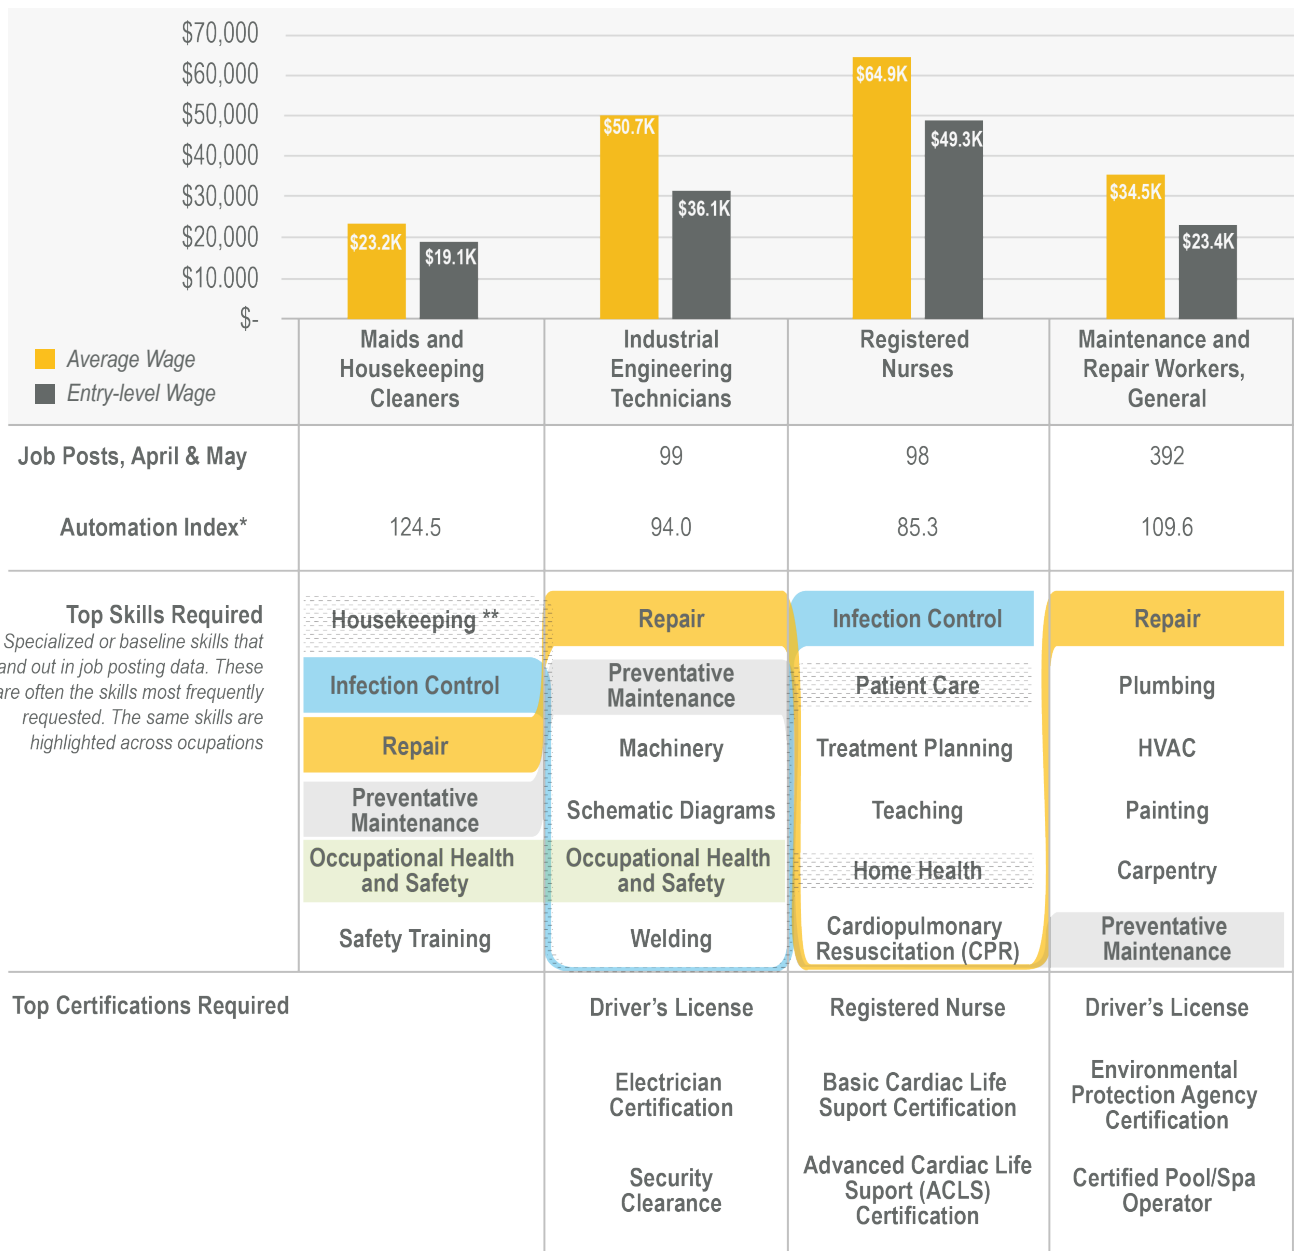 $70,000
$60,000
$50,000
$40,000
$30,000
$20,000
$10.000
$-
$23.2K
$19.1K
$50.7K
$36.1K
$64.9K
$49.3K
$34.5K
$23.4K
Average Wage
Entry-level Wage
Maids and
Housekeeping
Cleaners
Industrial
Engineering
Technicians
Registered
Nurses
Maintenance and
Repair Workers,
General
Job Posts, April & May
99
98
392
Automation Index*
124.5
94.0
85.3
109.6
Top Skills Required
Specialized or baseline skills that
and out in job posting data. These
are often the skills most frequently
requested. The same skills are
highlighted across ocupations
Housekeeping **
Infection Control
Repair
Preventative
Maintenance
Occupational Health
and Safety
Safety Training
Repair
Preventative
Maintenance
Machinery
Schematic Diagrams
Occupational Health
and Safety
Welding
Infection Control
Patient Care
Treatment Planning
Teaching
Home Health
Cardiopulmonary
Resuscitation (CPR)
Repair
Plumbing
HVAC
Painting
Carpentry
Preventative
Maintenance
Top Certifications Required
Driver's License
Electrician
Certification
Security
Clearance
Registered Nurse
Basic Cardiac Life
Suport Certification
Advanced Cardiac Life
Suport (ACLS)
Certification
Driver's License
Environmental
Protection Agency
Certification
Certified Pool/Spa
Operator